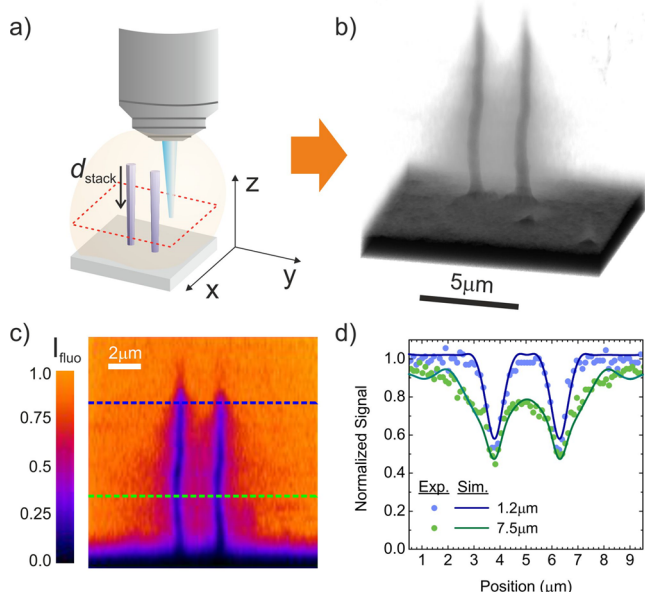 a)
d stack
z
y
x
b)
5μm
c)
I fluo
2μm
1.0
0.75
0.5
0.25
0.0
d)
Normalized Signal
1.0
0.8
0.6
0.4
0.2
0.0
Exp. Sim.
1.2μm
7.5μm
1 2 3 4 5 6 7 8 9
Position (μm)